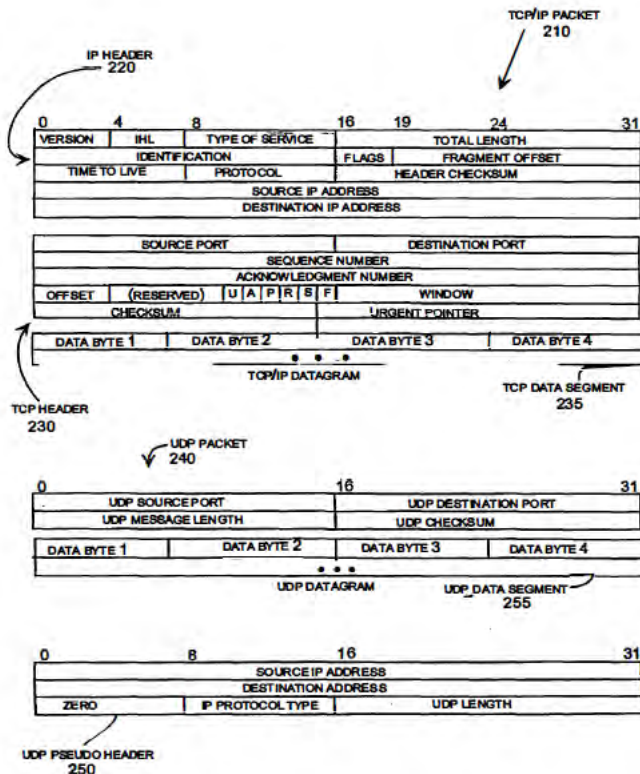 TCP/IP PACKET
210
IP HEADER
220
0 4 8 16 19 24 31
VERSION IHL TYPE OF SERVICE TOTAL LENGTH
IDENTIFICATION FLAGS FRAGMENT OFFSET
TIME TO LIVE PROTOCOL HEADER CHECKSUM
SOURCE IP ADDRESS
DESTINATION IP ADDRESS
SOURCE PORT DESTINATION PORT
SEQUENCE NUMBER
ACKNOWLEDGMENT NUMBER
OFFSET (RESERVED) U A P R S F WINDOW
CHECKSUM URGENT POINTER
DATA BYTE 1 DATA BYTE 2 DATA BYTE 3 DATA BYTE 4
• • •
TCP/IP DATAGRAM
TCP DATA SEGMENT
235
TCP HEADER
230
UDP PACKET
240
0 16 31
UDP SOURCE PORT UDP DESTINATION PORT
UDP MESSAGE LENGTH UDP CHECKSUM
DATA BYTE 1 DATA BYTE 2 DATA BYTE 3 DATA BYTE 4
• • •
UDP DATAGRAM
UDP DATA SEGMENT
255
0 8 16 31
SOURCE IP ADDRESS
DESTINATION ADDRESS
ZERO IP PROTOCOL TYPE UDP LENGTH
UDP PSEUDO HEADER
250